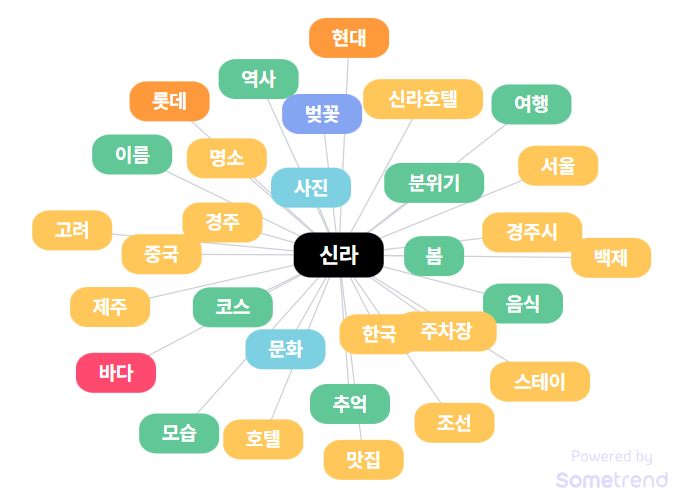 현대
역사
롯데
벚꽃
신라호텔
여행
이름
명소
서울
사진
분위기
고려
경주
경주시
중국
신라
봄
백제
제주
코스
음식
한국
주차장
문화
바다
스테이
추억
조선
모습
호텔
맛집
Powered by
Sometrend